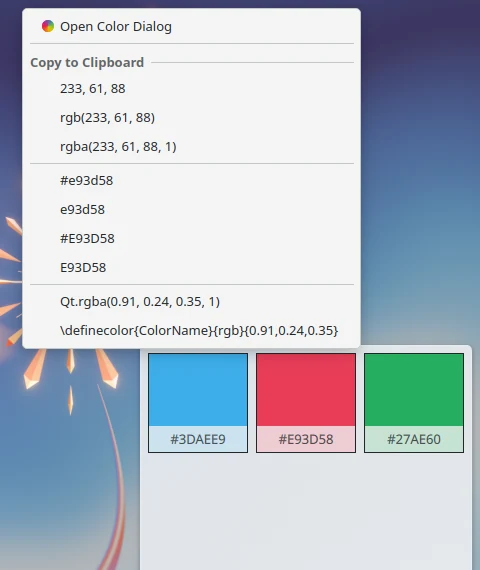 Open Color Dialog
Copy to Clipboard
233, 61, 88
rgb(233, 61, 88)
rgba(233, 61, 88, 1)
#e93d58
e93d58
#E93D58
E93D58
Qt.rgba(0.91, 0.24, 0.35, 1)
\definecolor{ColorName}{rgb}{0.91,0.24,0.35}
#3DAEE9 #E93D58 #27AE60